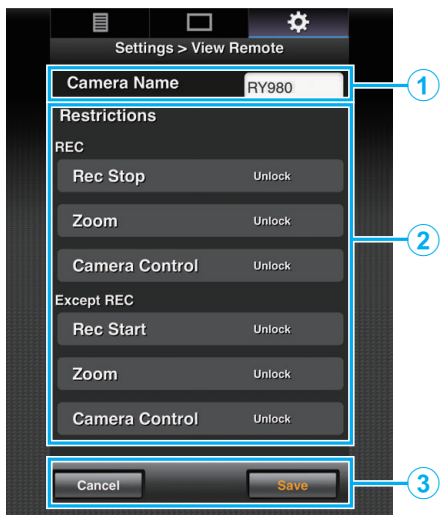 Settings > View Remote
Camera Name RY980 1
Restrictions
REC
Rec Stop Unlock
Zoom Unlock
2
Camera Control Unlock
Except REC
Rec Start Unlock
Zoom Unlock
Camera Control Unlock
Cancel Save 3